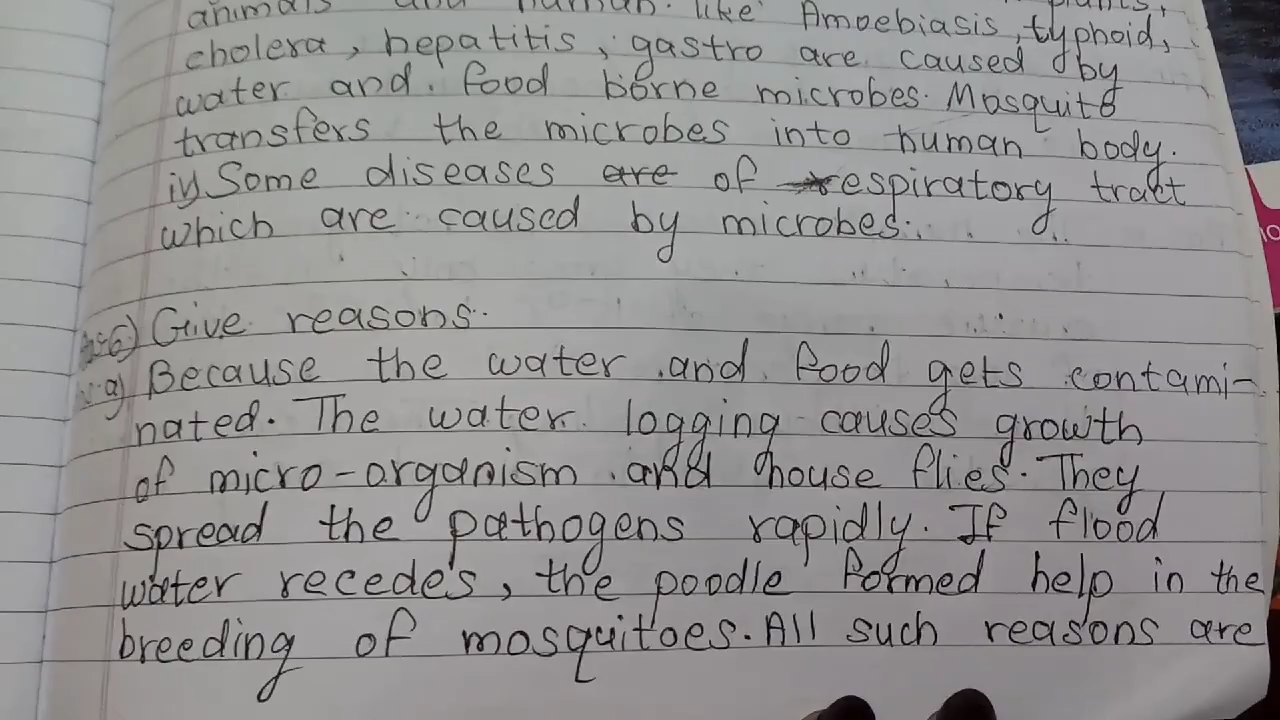 animals and human. like Amoebiasis, typhoid,
cholera, hepatitis, gastro are caused by
water and food borne microbes. Mosquito
transfers the microbes into human body.
iv) Some diseases are of respiratory tract
which are caused by microbes.
6) Give reasons.
a) Because the water and food gets contami-
nated. The water logging causes growth
of micro-organism and house flies. They
spread the pathogens rapidly. If flood
water recedes, the poodle formed help in the
breeding of mosquitoes. All such reasons are